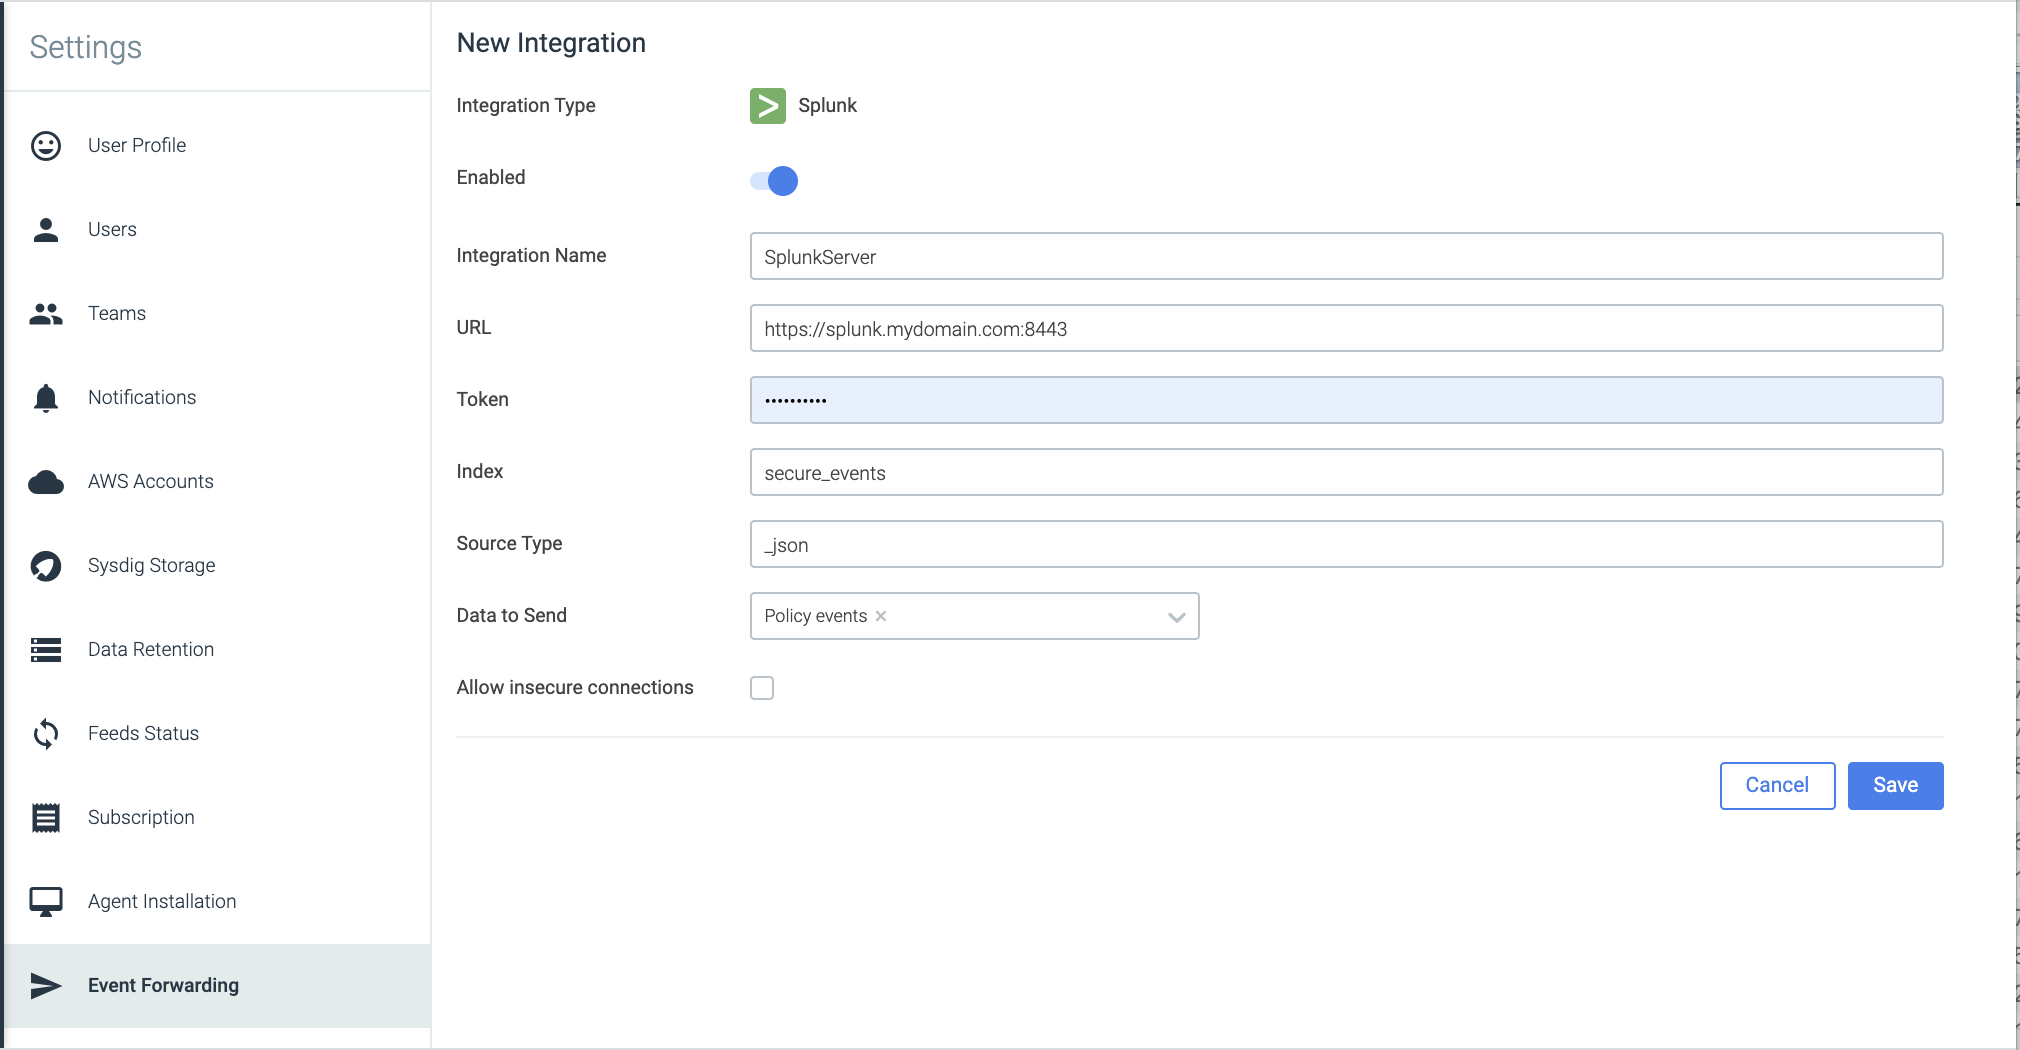 Settings
User Profile
Users
Teams
Notifications
AWS Accounts
Sysdig Storage
Data Retention
Feeds Status
Subscription
Agent Installation
Event Forwarding
New Integration
Integration Type
Splunk
Enabled
Integration Name
SplunkServer
URL
https://splunk.mydomain.com:8443
Token
••••••••••
Index
secure_events
Source Type
_json
Data to Send
Policy events ×
Allow insecure connections
Cancel
Save